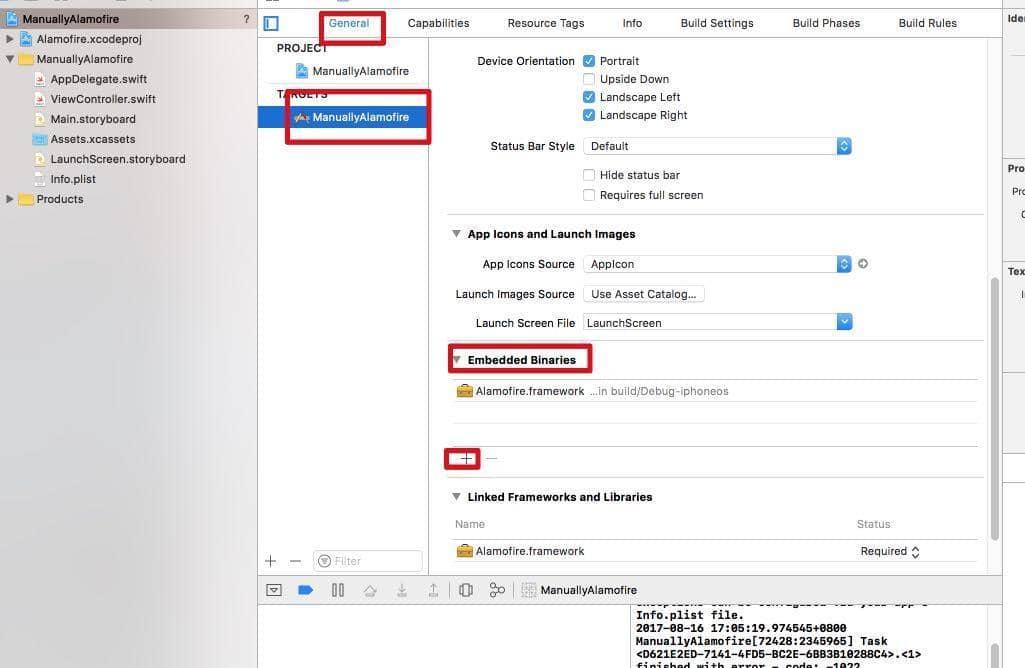 ManuallyAlamofire ?
Alamofire.xcodeproj
ManuallyAlamofire
AppDelegate.swift
ViewController.swift
Main.storyboard
Assets.xcassets
LaunchScreen.storyboard
Info.plist
Products
General Capabilities Resource Tags Info Build Settings Build Phases Build Rules
PROJECT
ManuallyAlamofire
TARGETS
ManuallyAlamofire
Filter
Device Orientation Portrait
Upside Down
Landscape Left
Landscape Right
Status Bar Style Default
Hide status bar
Requires full screen
App Icons and Launch Images
App Icons Source AppIcon
Launch Images Source Use Asset Catalog...
Launch Screen File LaunchScreen
Embedded Binaries
Alamofire.framework ...in build/Debug-iphoneos
Linked Frameworks and Libraries
Name Status
Alamofire.framework Required
ManuallyAlamofire
Info.plist file.
2017-08-16 17:05:19.974545+0800
ManuallyAlamofire[72428:2345965] Task
<D621E2ED-7141-4FD5-BC2E-6BB3B10288C4>.<1>
finished with error - code: -1022
Ide
Pro
Pro
Tex